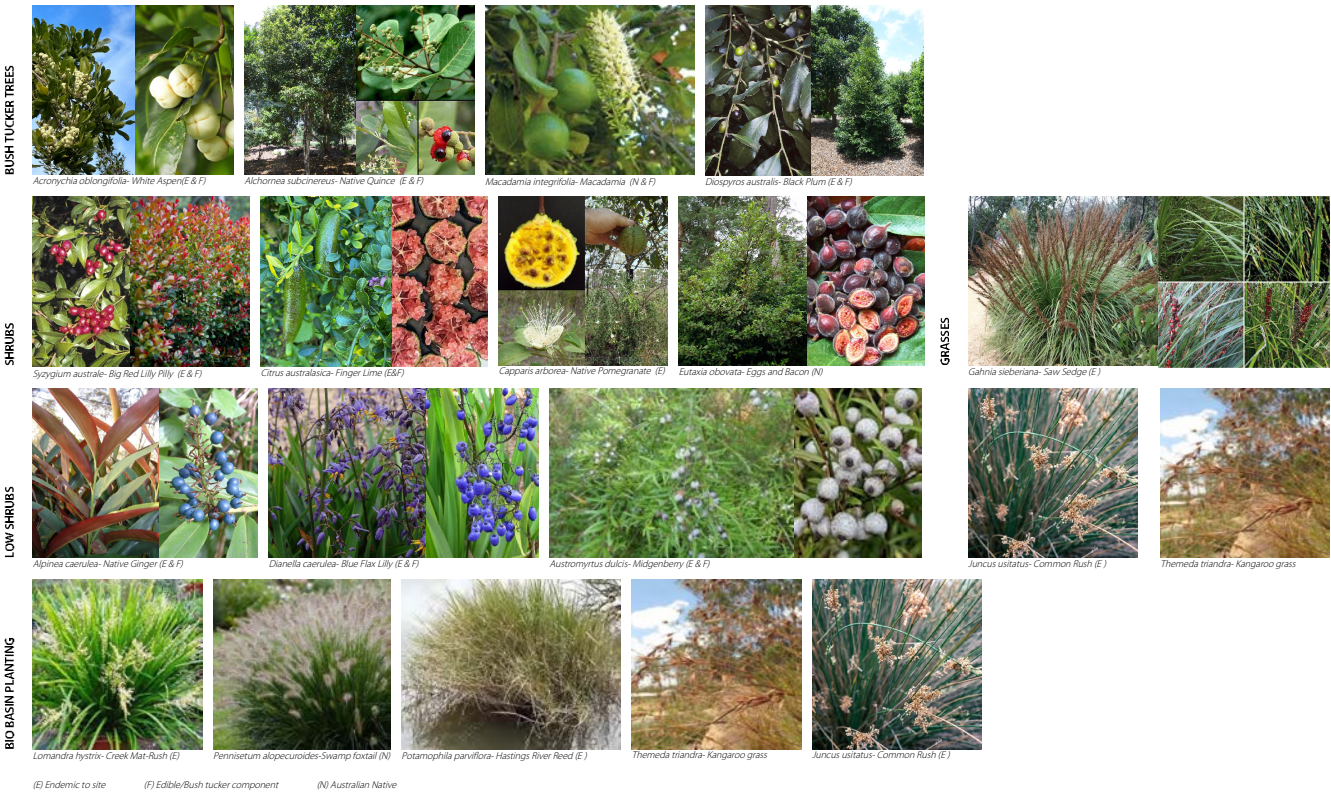 BUSH TUCKER TREES
Acronychia oblongifolia- White Aspen(E & F)
Alchornea subcinereus- Native Quince (E & F)
Macadamia integrifolia- Macadamia (N & F)
Diospyros australis- Black Plum (E & F)
SHRUBS
Syzygium australe- Big Red Lilly Pilly (E & F)
Citrus australasica- Finger Lime (E&F)
Capparis arborea- Native Pomegranate (E)
Eutaxia obovata- Eggs and Bacon (N)
GRASSES
Gahnia sieberiana- Saw Sedge (E )
LOW SHRUBS
Alpinea caerulea- Native Ginger (E & F)
Dianella caerulea- Blue Flax Lilly (E & F)
Austromyrtus dulcis- Midgenberry (E & F)
Juncus usitatus- Common Rush (E )
Themeda triandra- Kangaroo grass
BIO BASIN PLANTING
Lomandra hystrix- Creek Mat-Rush (E)
Pennisetum alopecuroides-Swamp foxtail (N)
Potamophila parviflora- Hastings River Reed (E )
Themeda triandra- Kangaroo grass
Juncus usitatus- Common Rush (E )
(E) Endemic to site
(F) Edible/Bush tucker component
(N) Australian Native